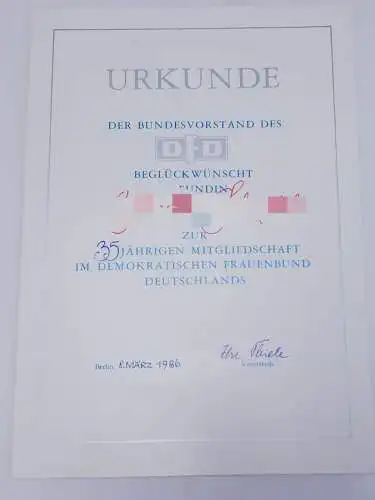 URKUNDE
DER BUNDESVORSTAND DES
DFD
BEGLÜCKWÜNSCHT
ZUR
35 JÄHRIGEN MITGLIEDSCHAFT
IM DEMOKRATISCHEN FRAUENBUND
DEUTSCHLANDS
Berlin, 8. MÄRZ 1986